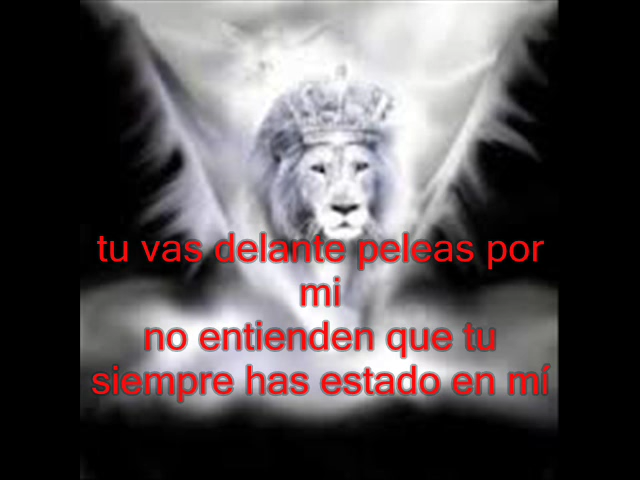 tu vas delante peleas por
mi
no entienden que tu
siempre has estado en mí